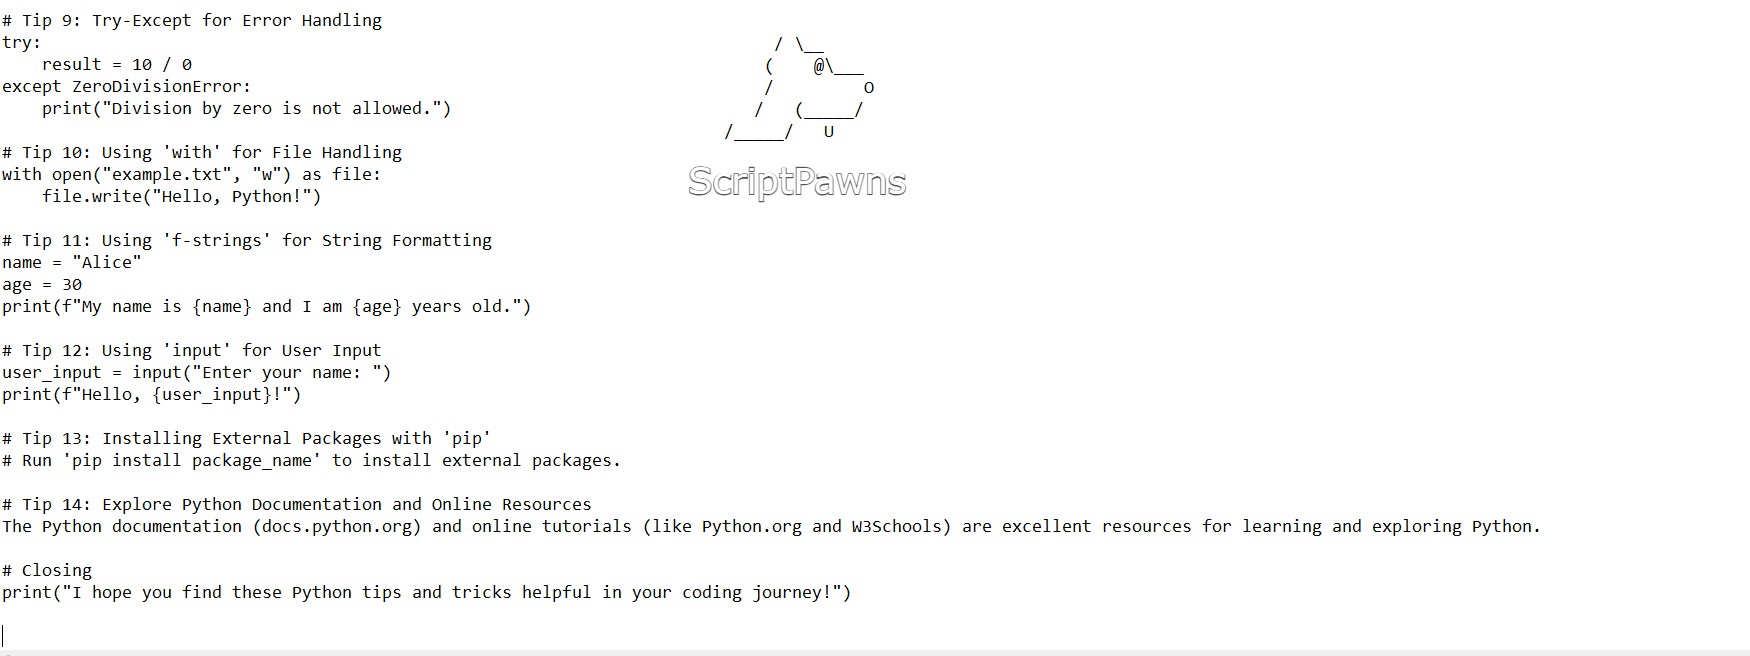 # Tip 9: Try-Except for Error Handling
try:
    result = 10 / 0
except ZeroDivisionError:
    print("Division by zero is not allowed.")

# Tip 10: Using 'with' for File Handling
with open("example.txt", "w") as file:
    file.write("Hello, Python!")

# Tip 11: Using 'f-strings' for String Formatting
name = "Alice"
age = 30
print(f"My name is {name} and I am {age} years old.")

# Tip 12: Using 'input' for User Input
user_input = input("Enter your name: ")
print(f"Hello, {user_input}!")

# Tip 13: Installing External Packages with 'pip'
# Run 'pip install package_name' to install external packages.

# Tip 14: Explore Python Documentation and Online Resources
The Python documentation (docs.python.org) and online tutorials (like Python.org and W3Schools) are excellent resources for learning and exploring Python.

# Closing
print("I hope you find these Python tips and tricks helpful in your coding journey!")

    / \__
   (    @\___
   /         O
  /   (_____/
/_____/   U
ScriptPawns